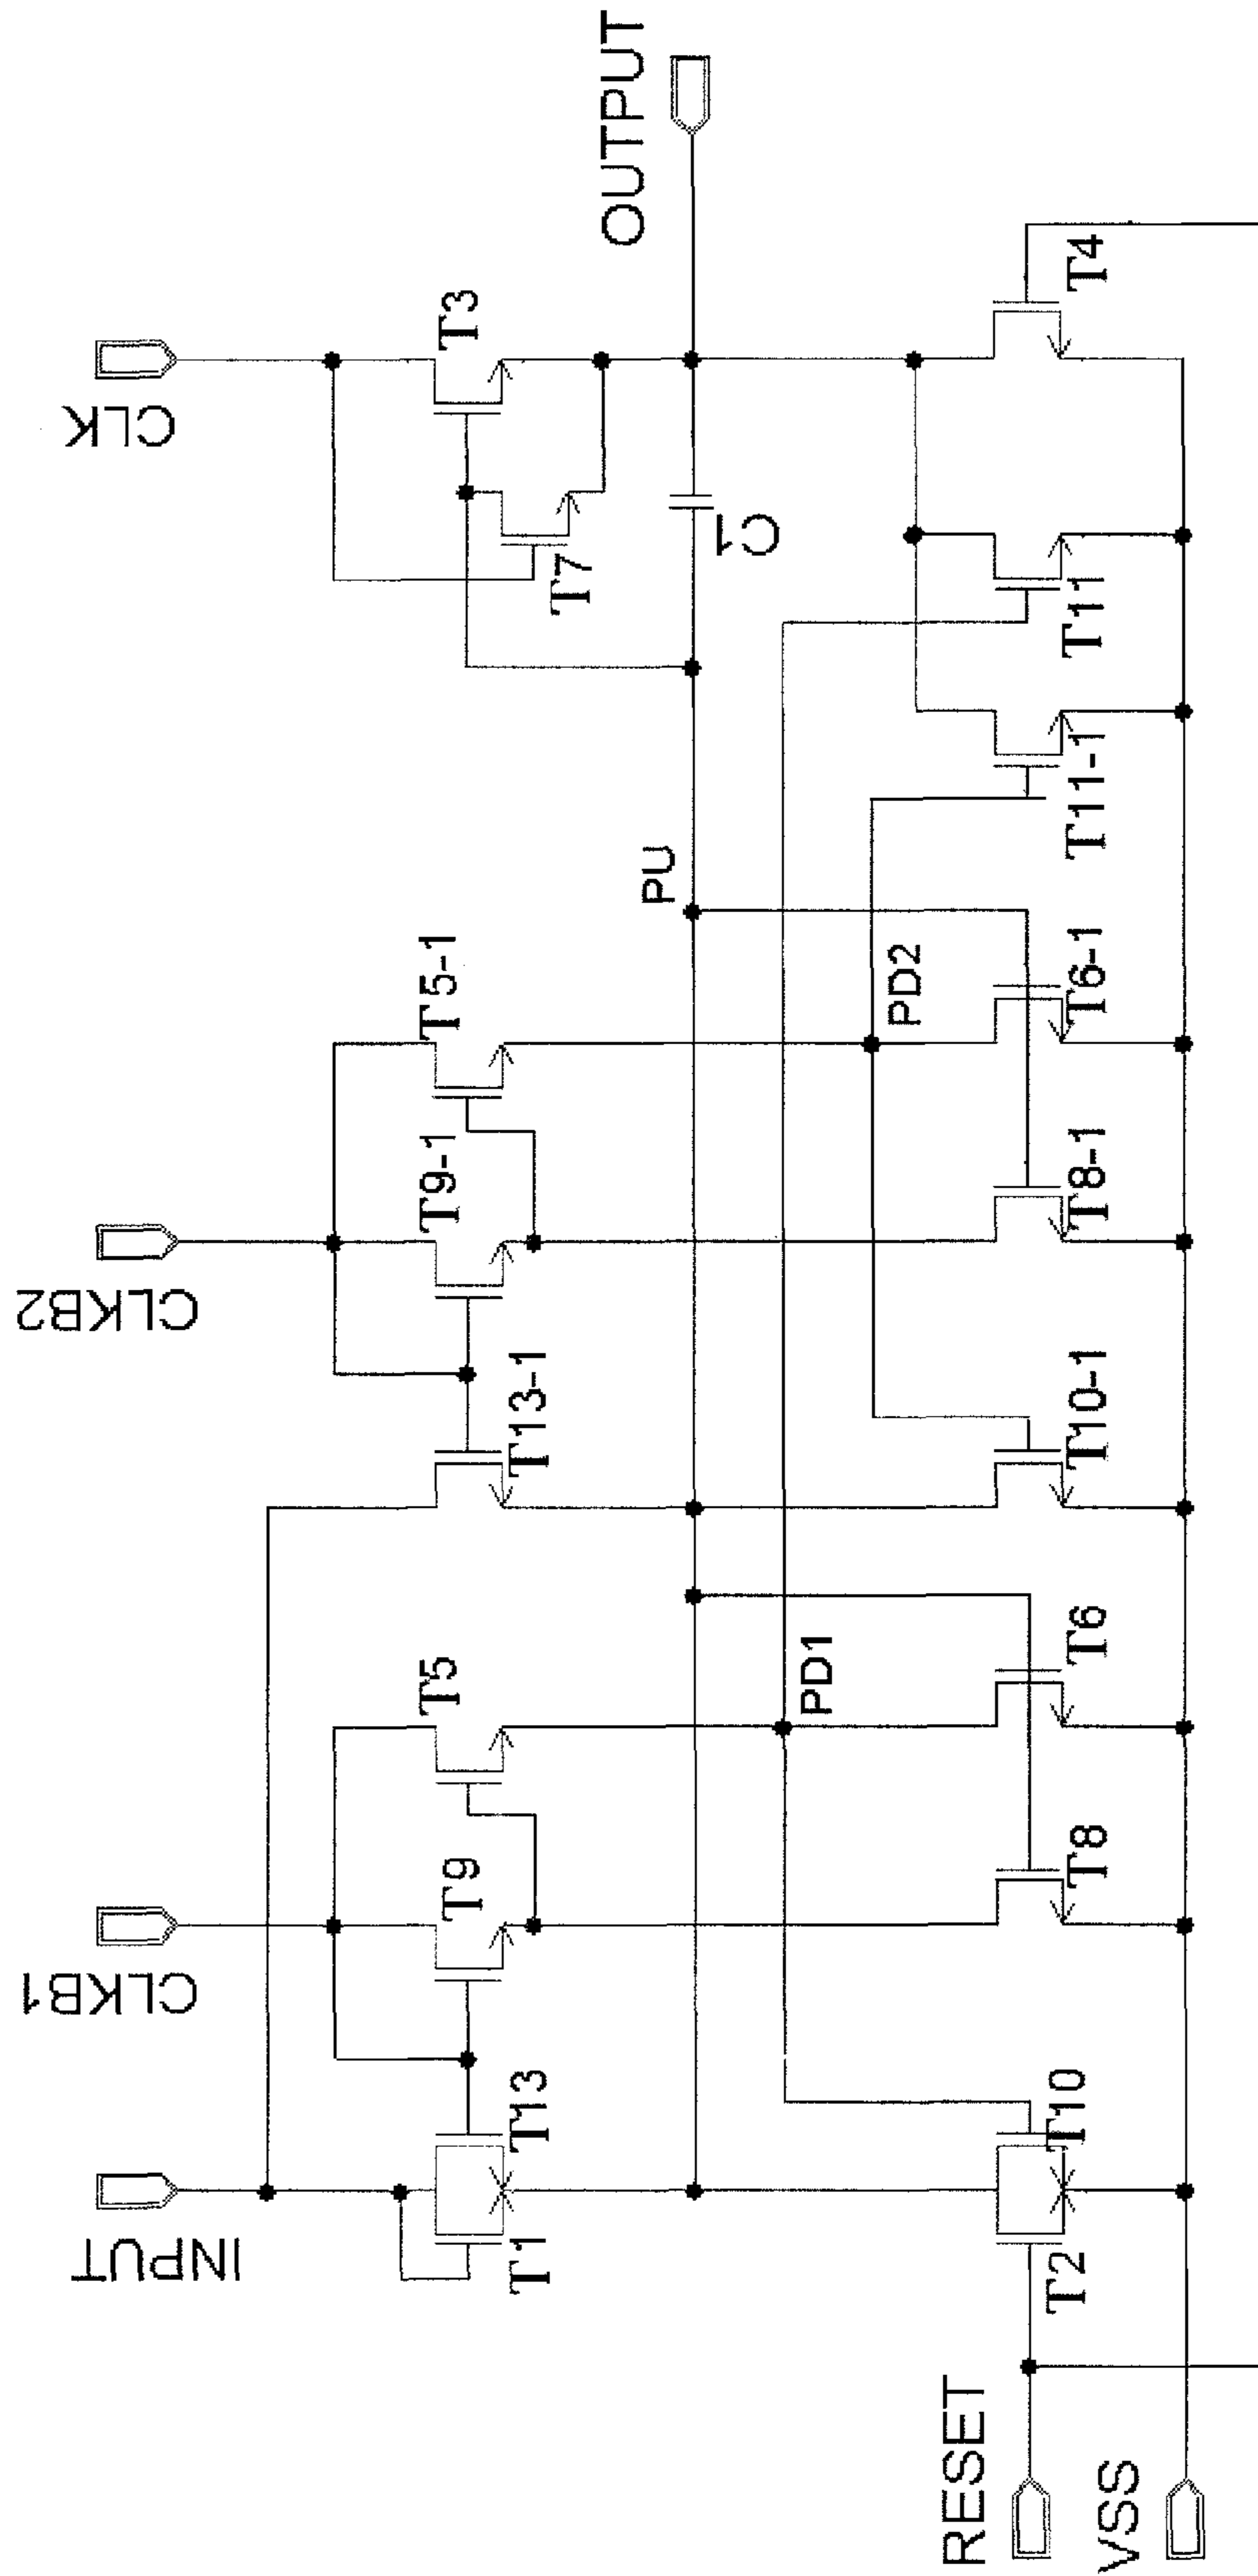 INPUT
CLKB1
CLKB2
CLK
T1
T13
T9
T5
T13-1
T9-1
T5-1
T7
T3
OUTPUT
PU
C1
PD1
PD2
T2
T10
T8
T6
T10-1
T8-1
T6-1
T11-1
T11
T4
RESET
VSS